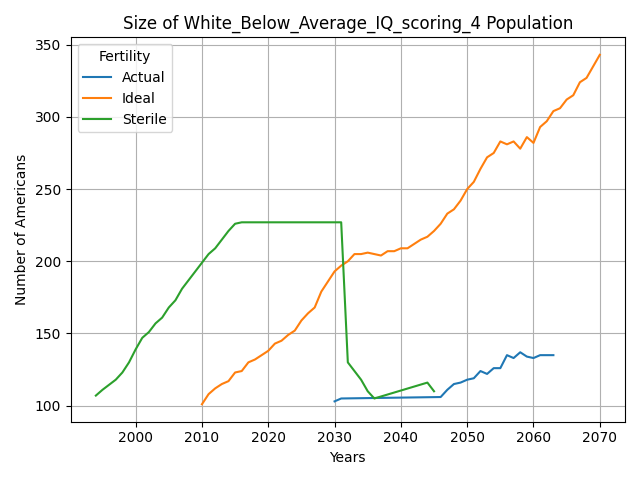 Size of White_Below_Average_IQ_scoring_4 Population
Fertility
Actual
Ideal
Sterile
Number of Americans
350
300
250
200
150
100
2000 2010 2020 2030 2040 2050 2060 2070
Years